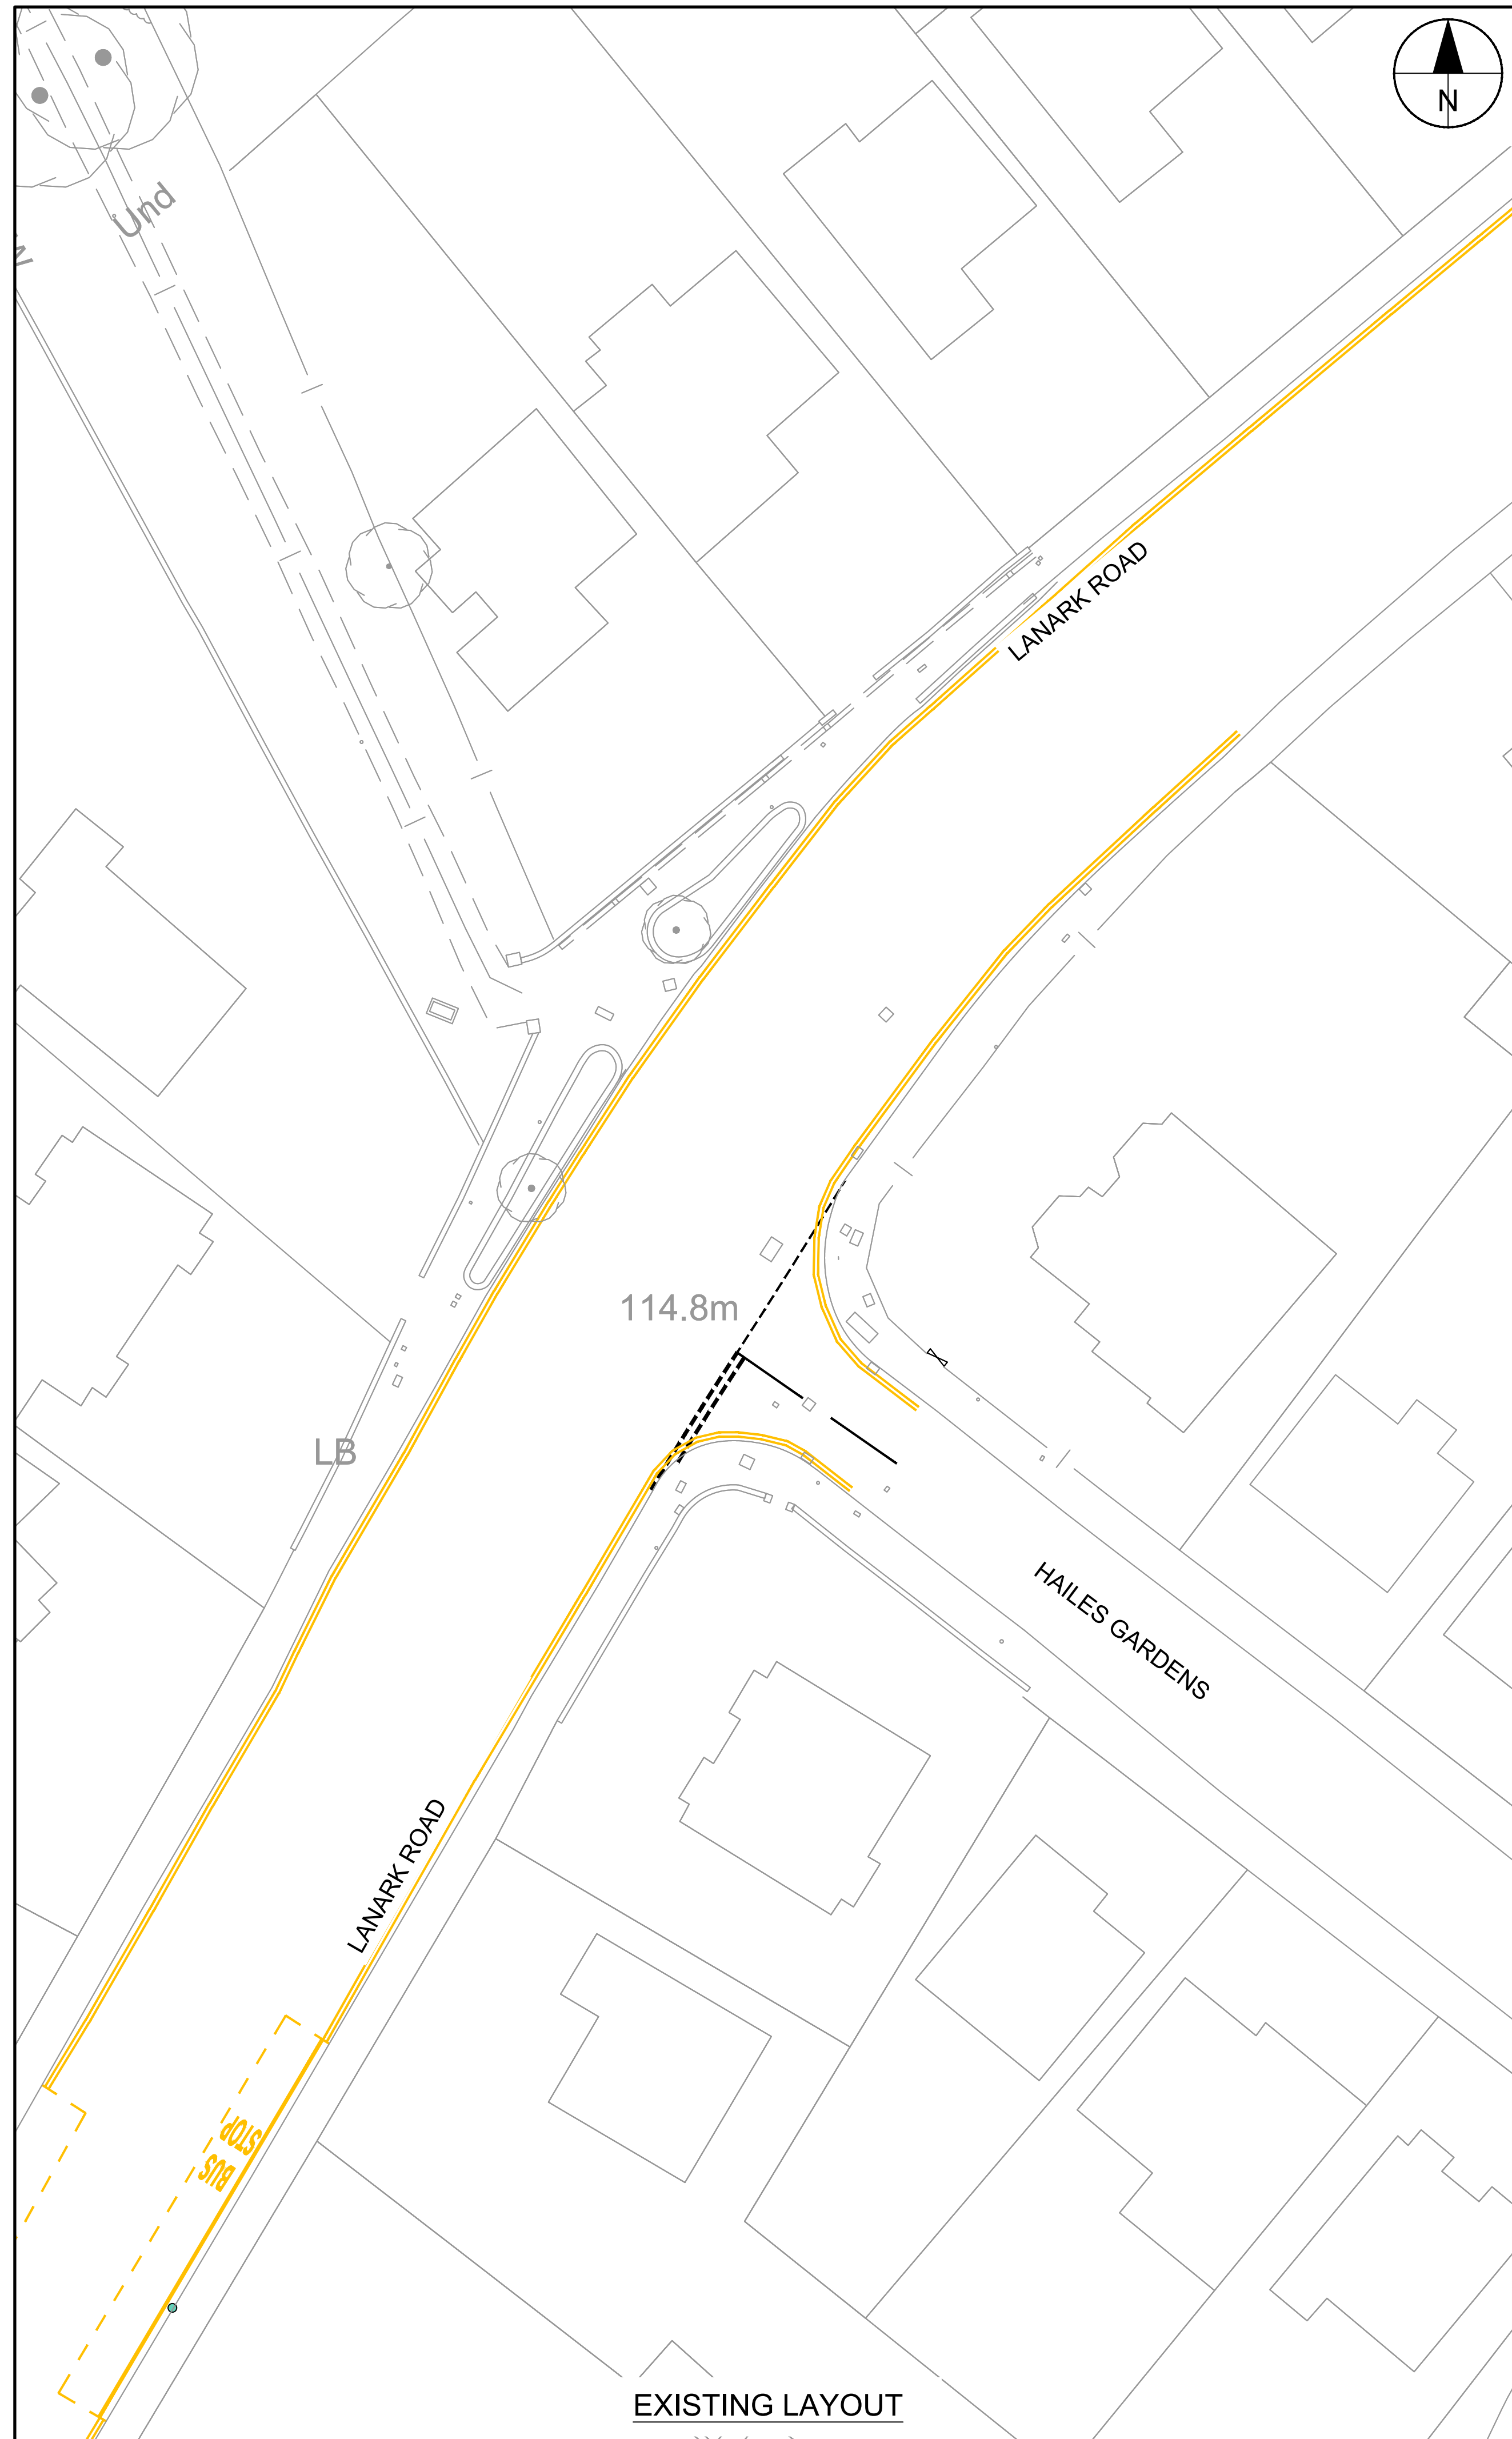 N
Und
LANARK ROAD
114.8m
LB
HAILES GARDENS
LANARK ROAD
BUS
STOP
EXISTING LAYOUT